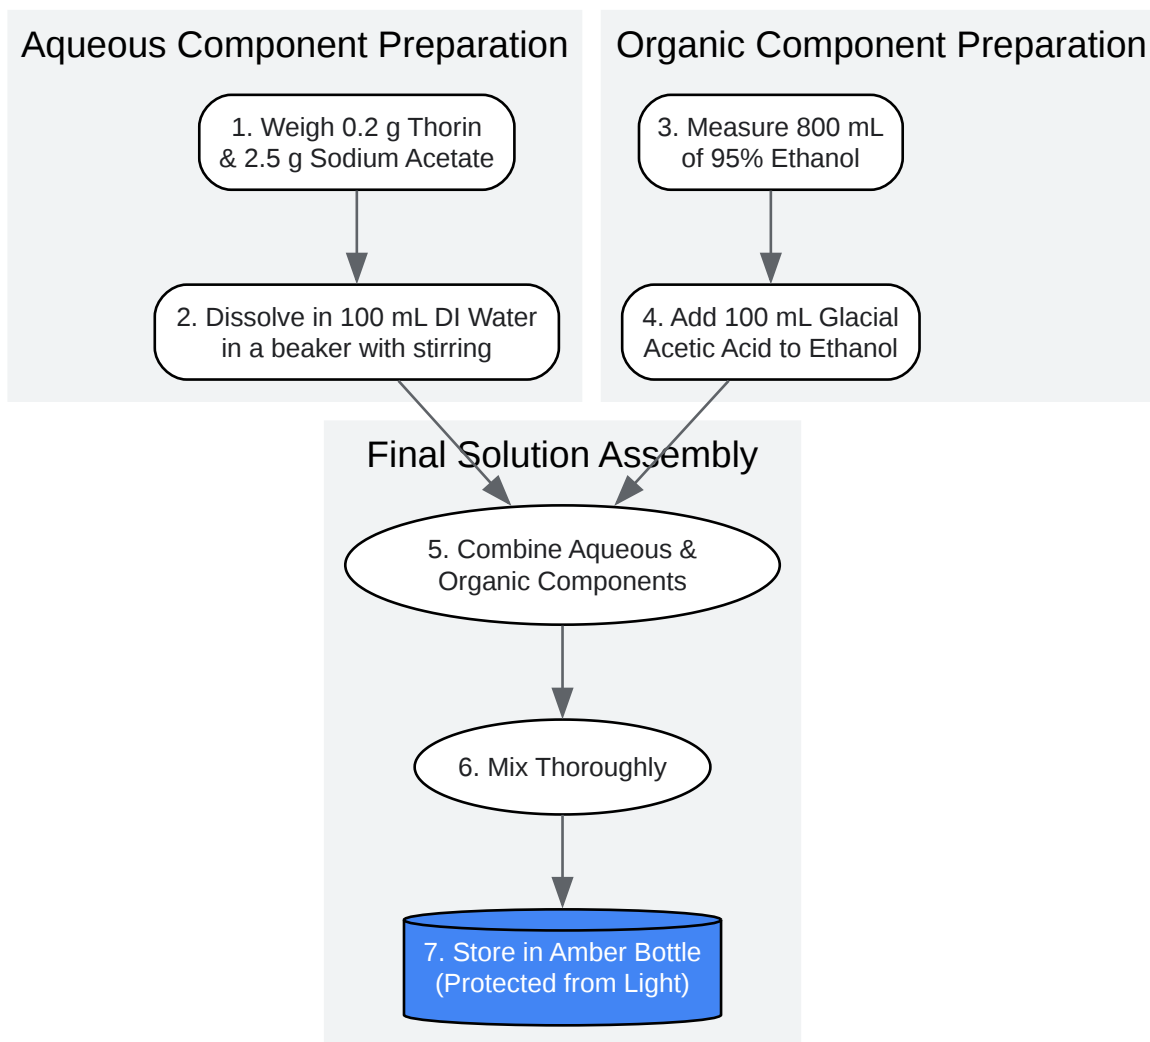 Aqueous Component Preparation
1. Weigh 0.2 g Thorin
& 2.5 g Sodium Acetate
2. Dissolve in 100 mL DI Water
in a beaker with stirring
Organic Component Preparation
3. Measure 800 mL
of 95% Ethanol
4. Add 100 mL Glacial
Acetic Acid to Ethanol
Final Solution Assembly
5. Combine Aqueous &
Organic Components
6. Mix Thoroughly
7. Store in Amber Bottle
(Protected from Light)